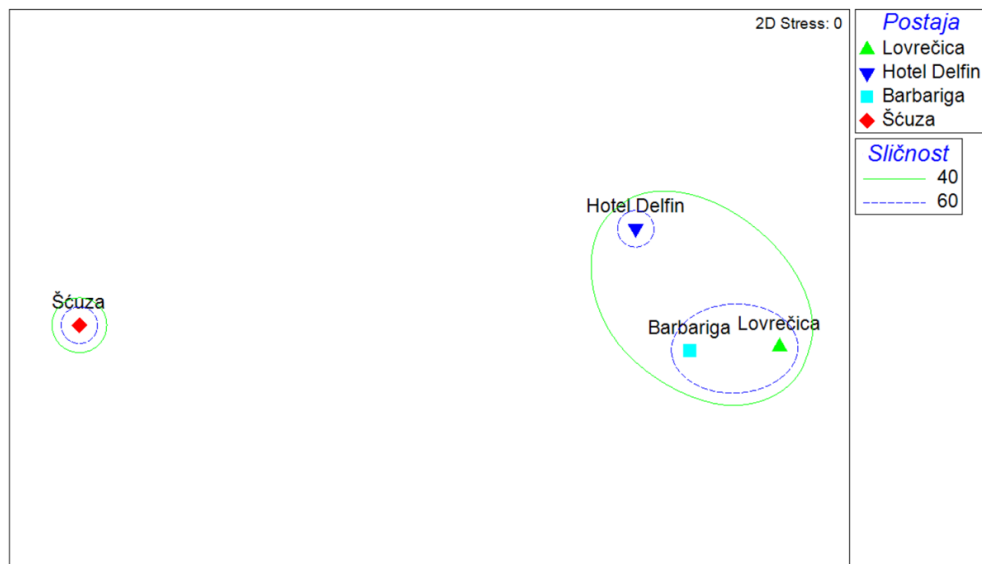 2D Stress: 0
Postaja
Lovrečica
Hotel Delfin
Barbariga
Šćuza
Sličnost
40
60
Hotel Delfin
Šćuza
Barbariga
Lovrečica